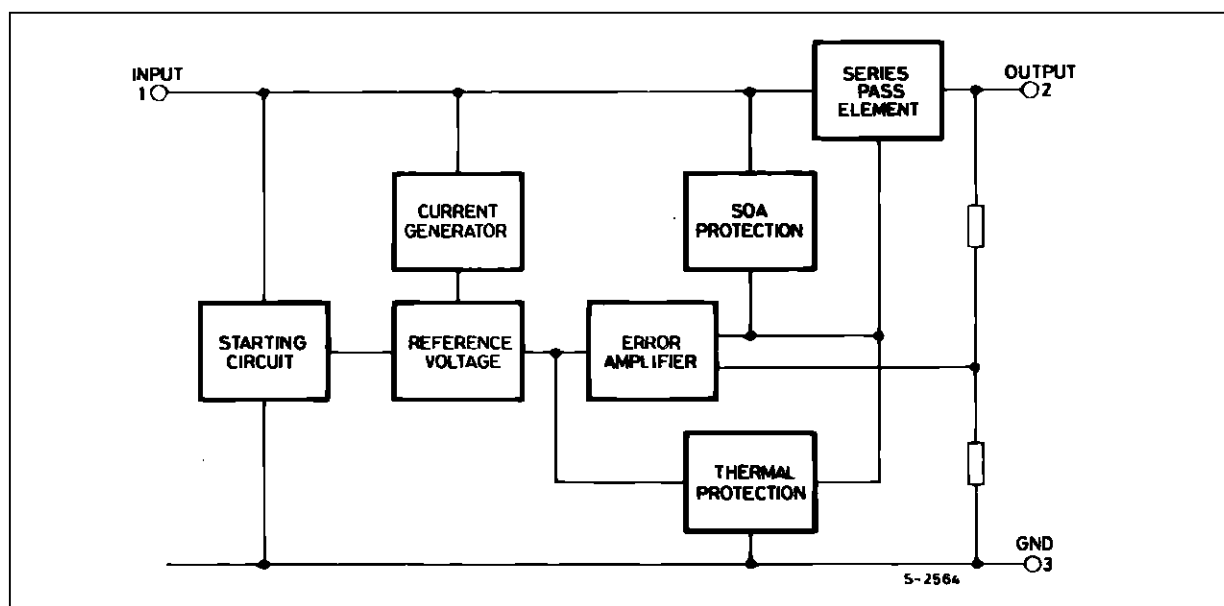 INPUT
1
SERIES
PASS
ELEMENT
OUTPUT
2
CURRENT
GENERATOR
SOA
PROTECTION
STARTING
CIRCUIT
REFERENCE
VOLTAGE
ERROR
AMPLIFIER
THERMAL
PROTECTION
GND
3
S-2564